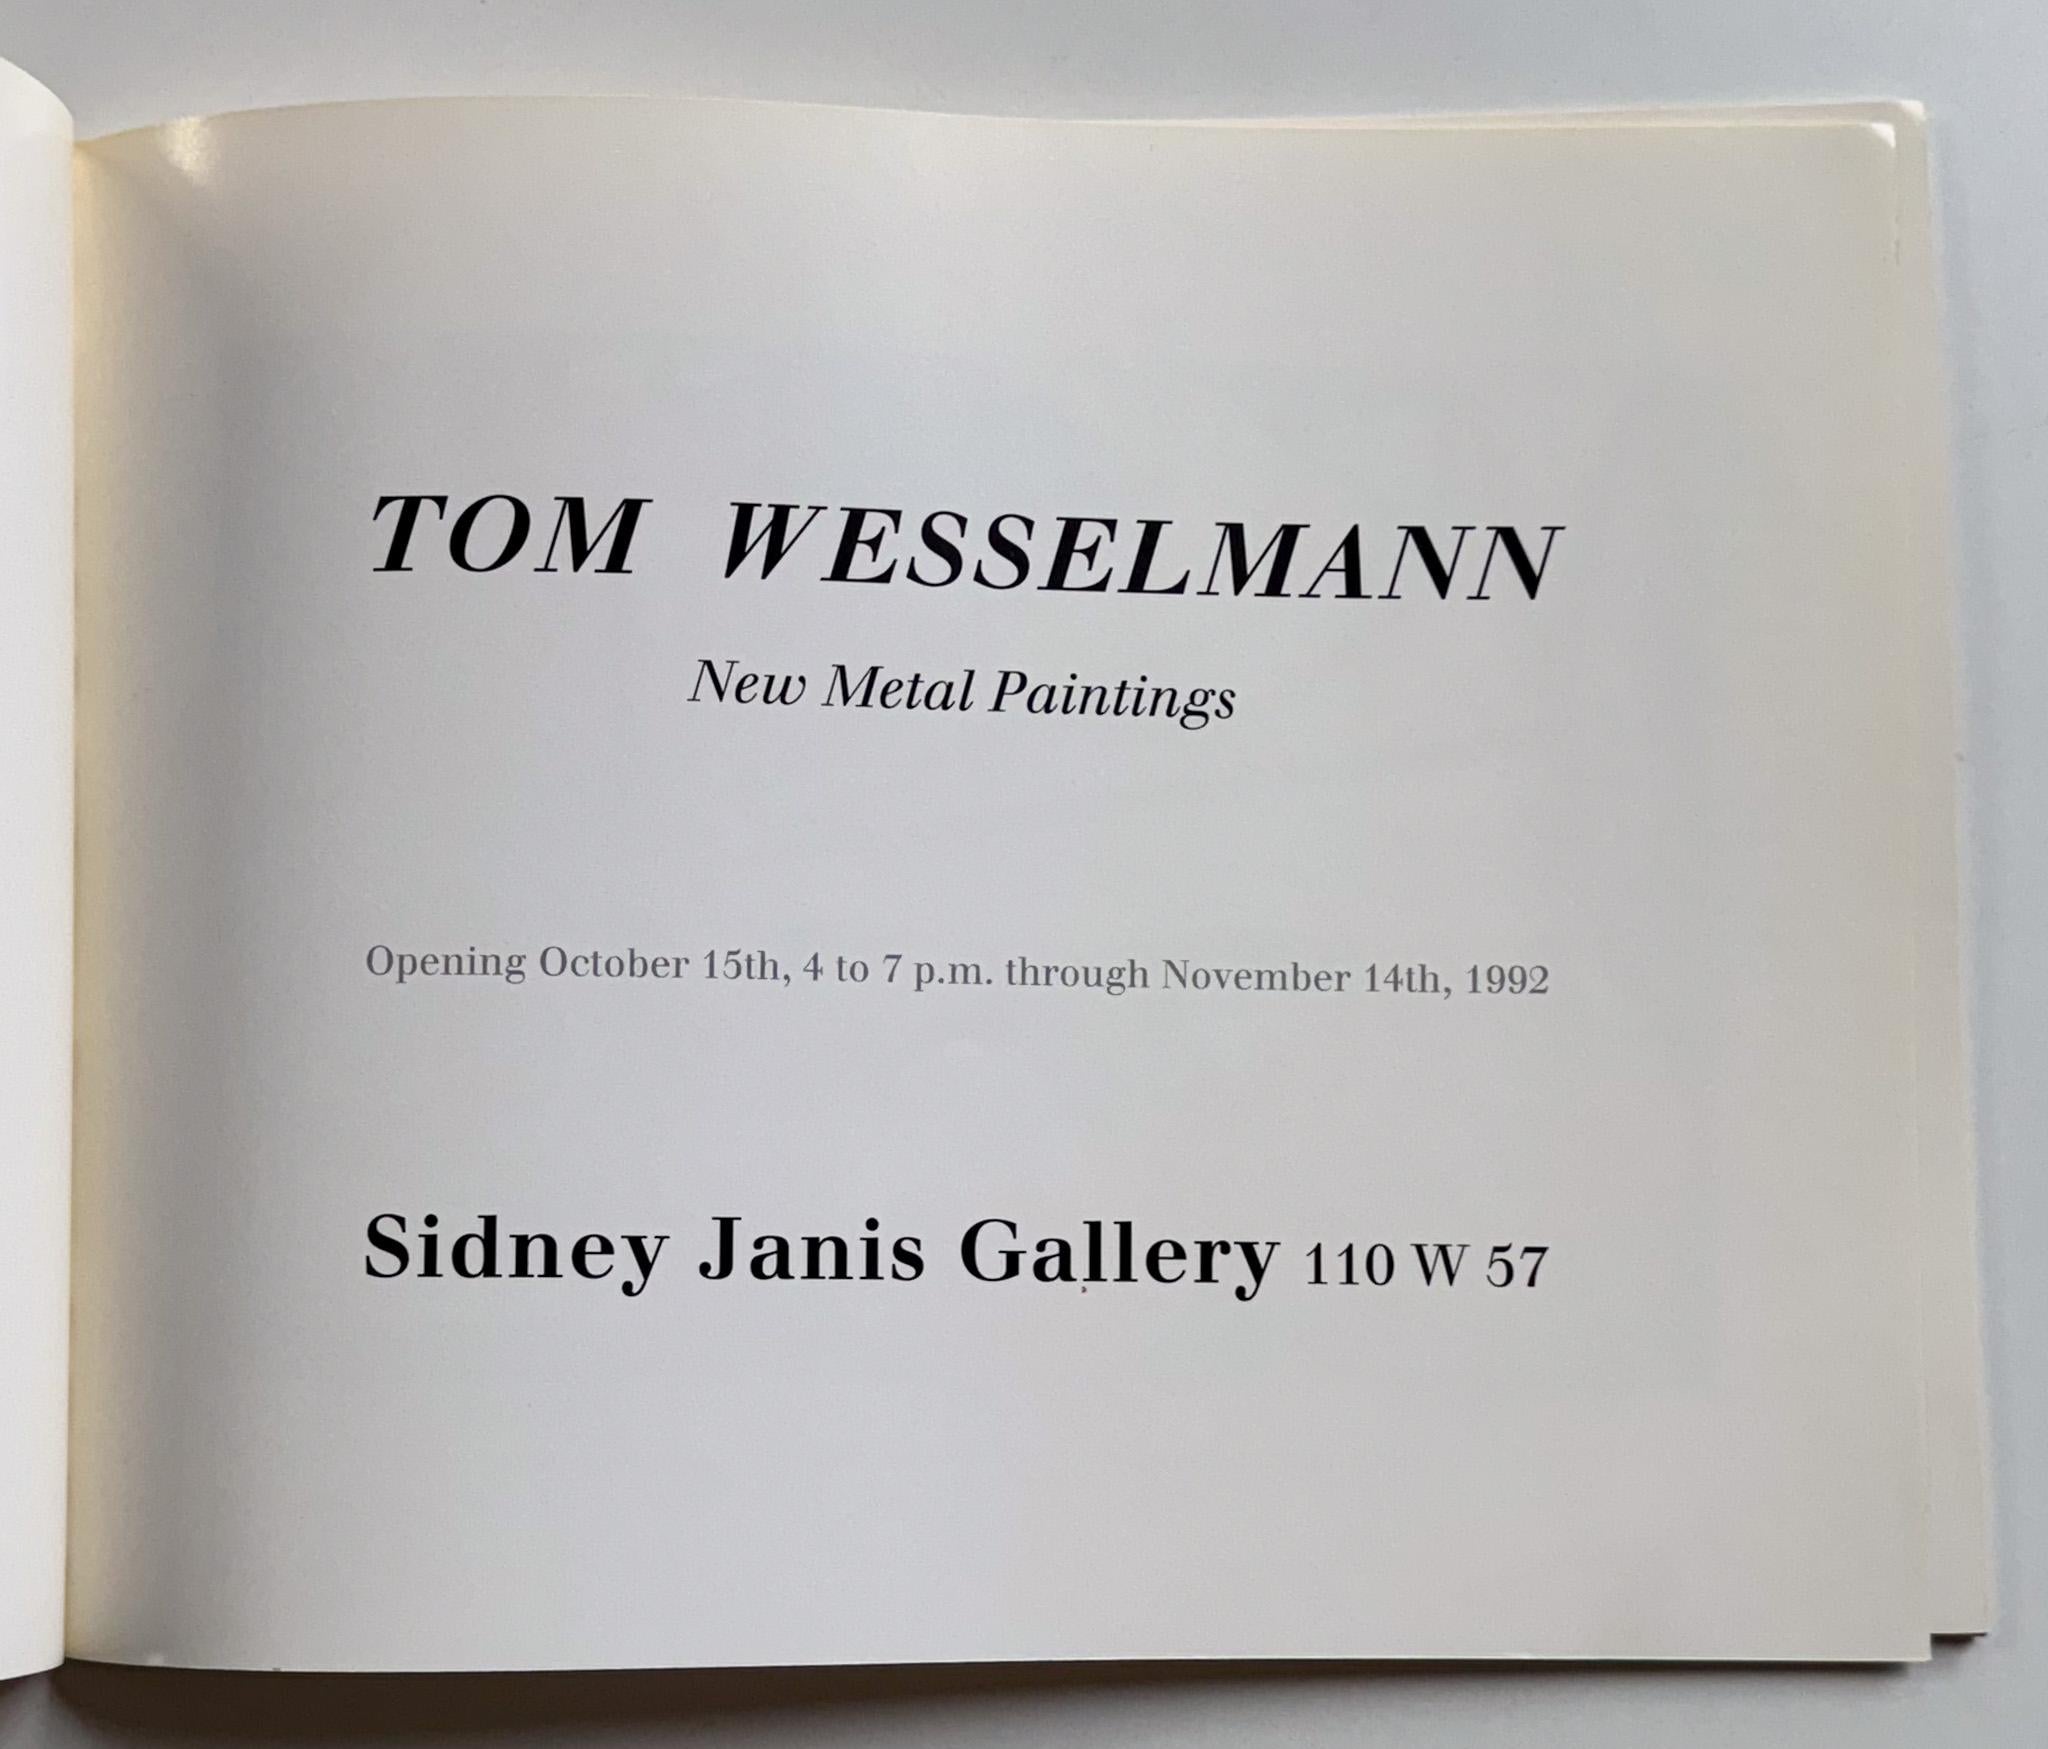 TOM WESSELMANN
New Metal Paintings
Opening October 15th, 4 to 7 p.m. through November 14th, 1992
Sidney Janis Gallery 110 W 57